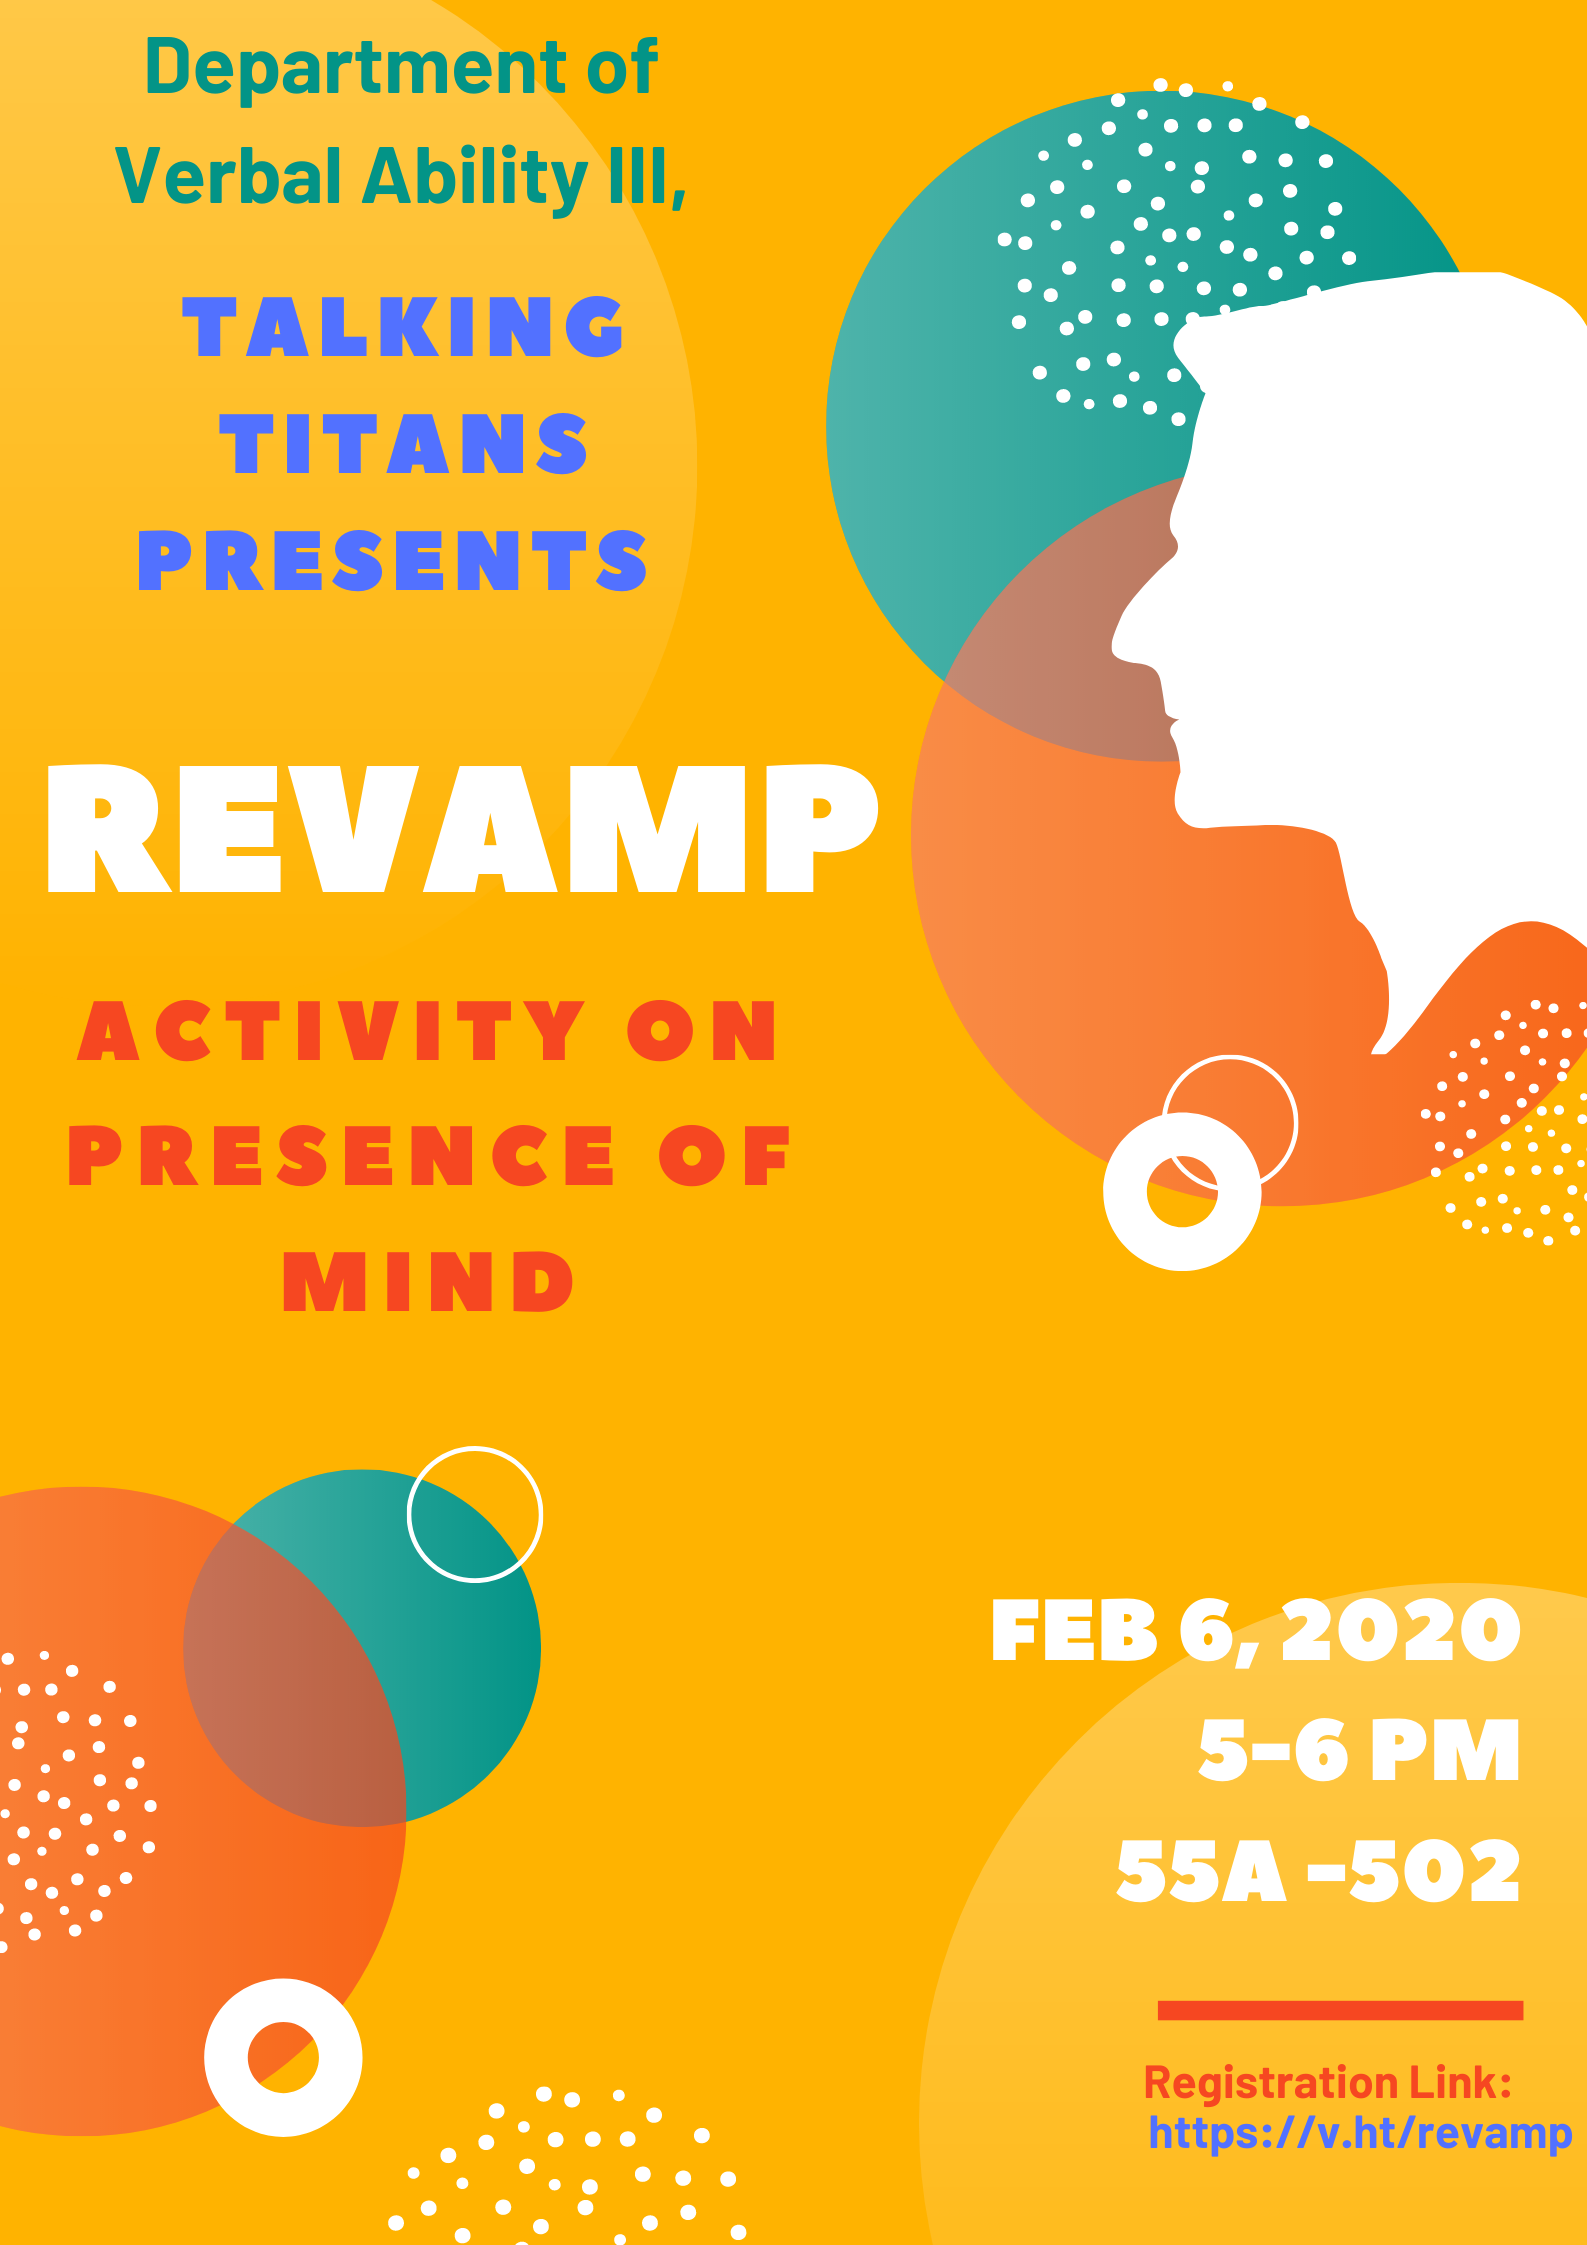 Department of
Verbal Ability III,
TALKING
TITANS
PRESENTS
REVAMP
ACTIVITY ON
PRESENCE OF
MIND
FEB 6, 2020
5-6 PM
55A -502
Registration Link:
https://v.ht/revamp